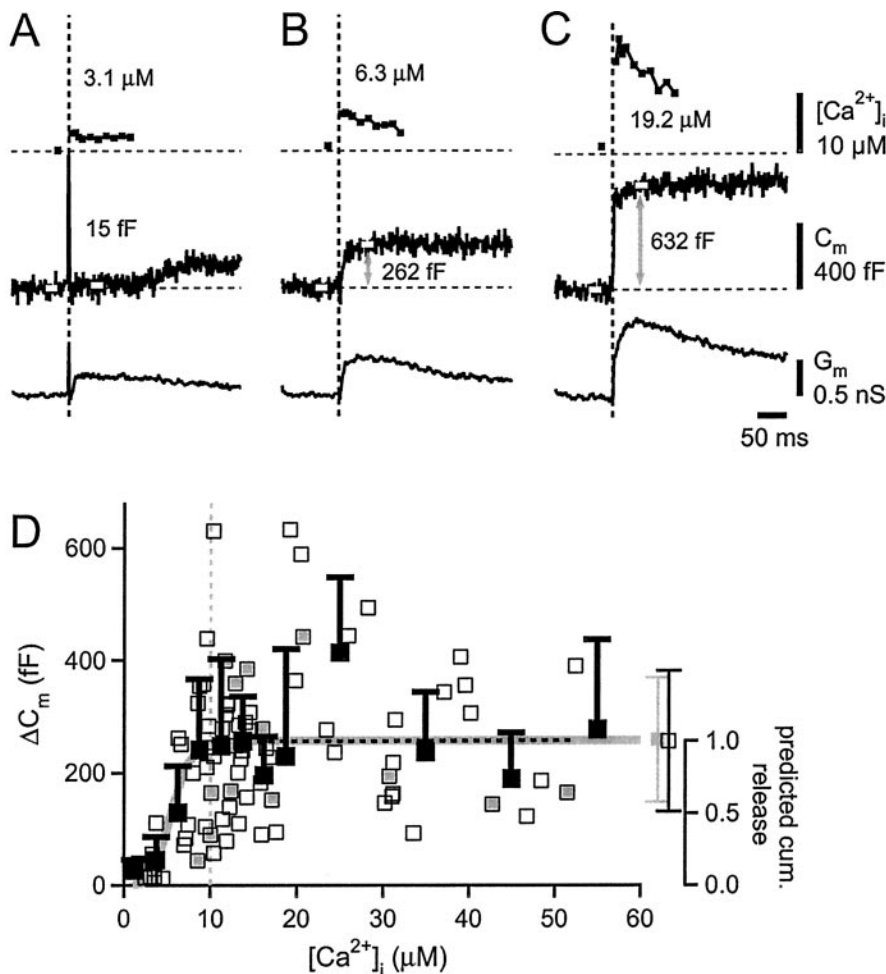 A
B
C
3.1 µM
6.3 µM
19.2 µM
[Ca²⁺]ᵢ
10 µM
15 fF
262 fF
632 fF
Cₘ
400 fF
Gₘ
0.5 nS
50 ms
D
ΔCₘ (fF)
600
400
200
0
0
10
20
30
40
50
60
[Ca²⁺]ᵢ (µM)
1.0
0.5
0.0
predicted cum.
release